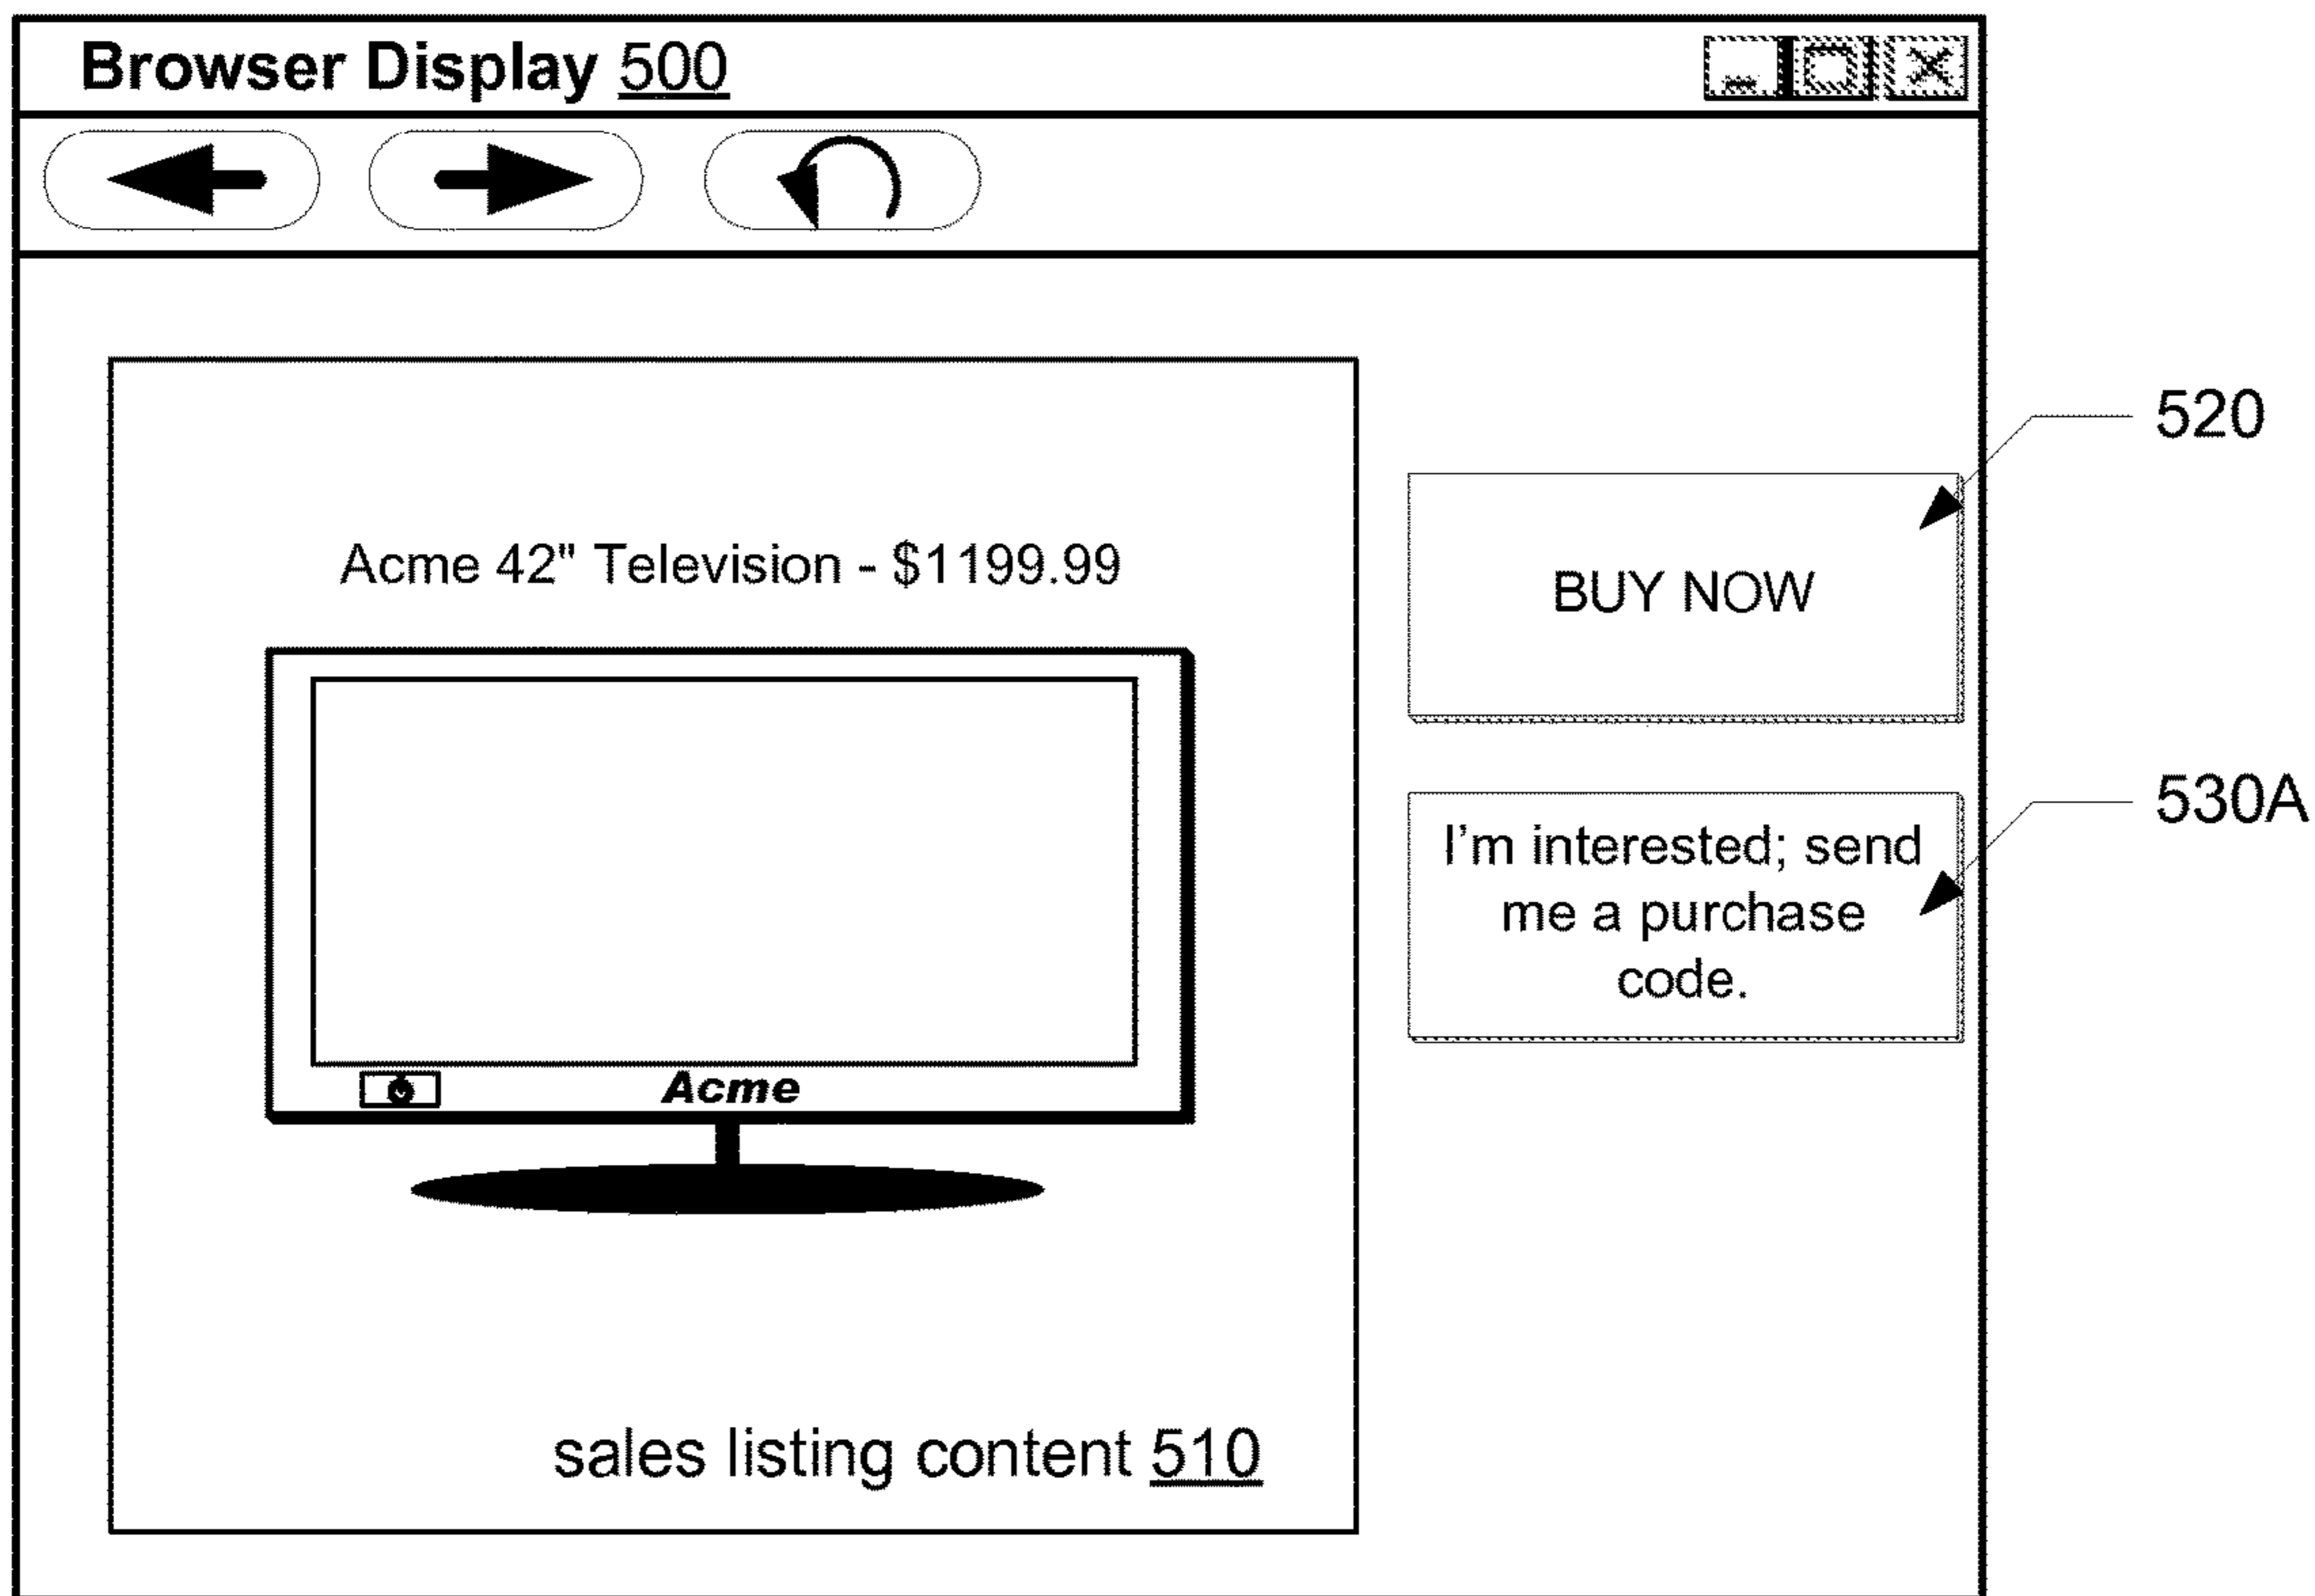 Browser Display 500
520
Acme 42" Television - $1199.99
BUY NOW
530A
I'm interested; send
me a purchase
code.
Acme
sales listing content 510